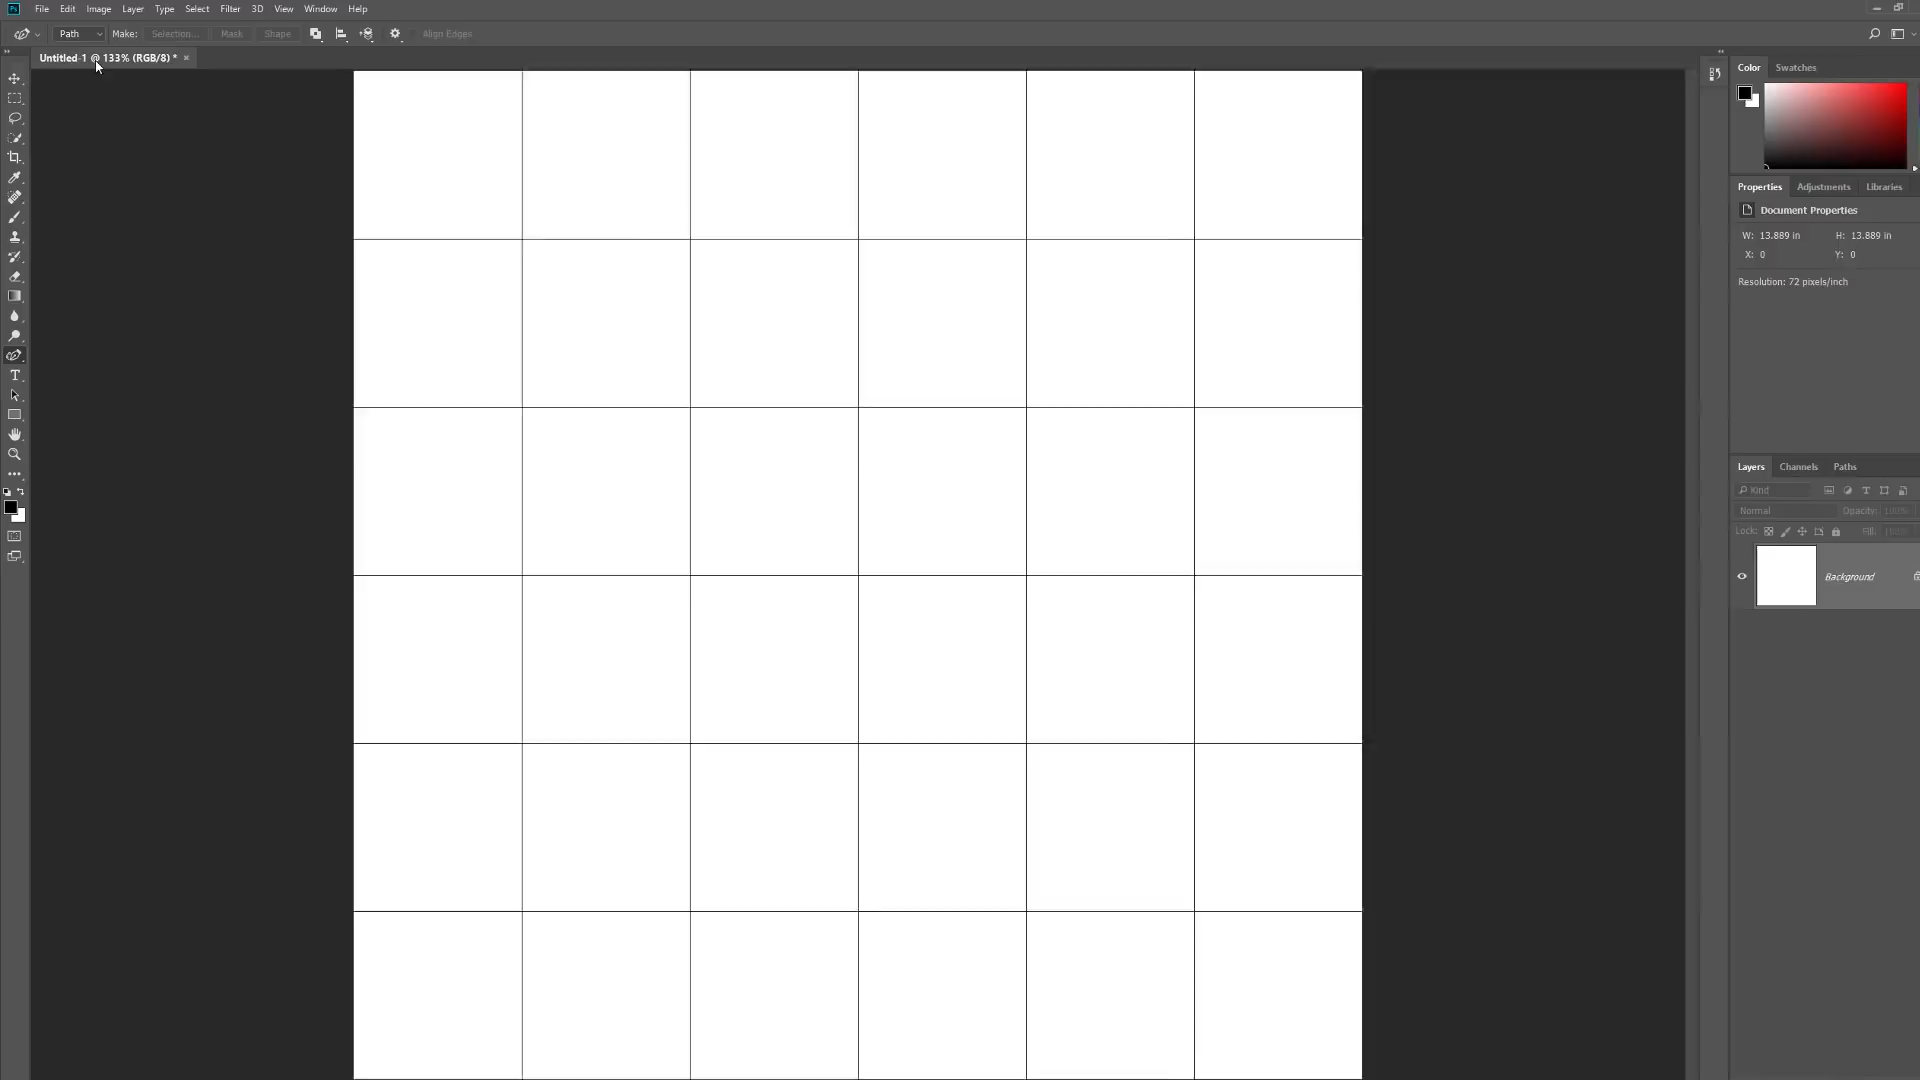 Ps File Edit Image Layer Type Select Filter 3D View Window Help
Path Make: Selection... Mask Shape Align Edges
Untitled-1 @ 133% (RGB/8) * ×
Color Swatches
Properties Adjustments Libraries
Document Properties
W: 13.889 in H: 13.889 in
X: 0 Y: 0
Resolution: 72 pixels/inch
Layers Channels Paths
Kind
Normal Opacity: 100%
Lock: Fill:
Background